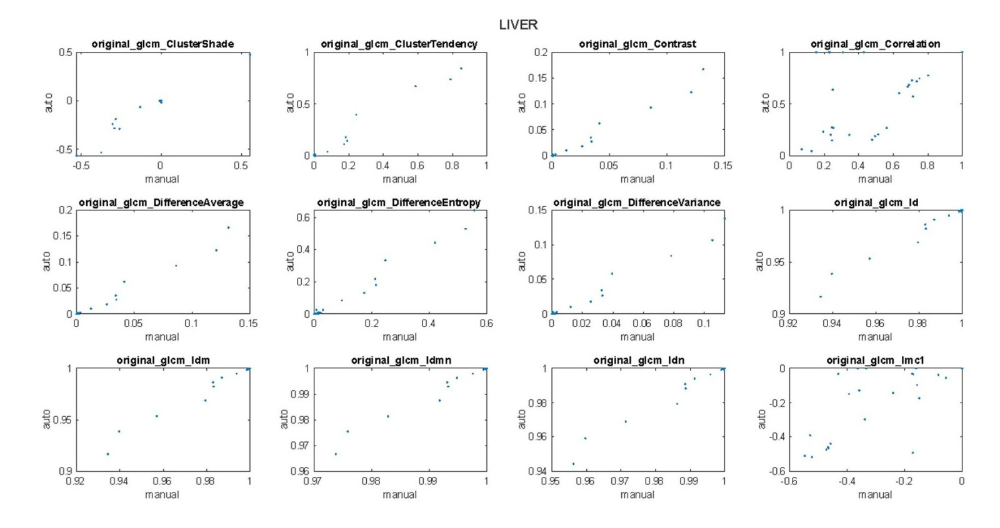 LIVER
original_glcm_ClusterShade
original_glcm_ClusterTendency
original_glcm_Contrast
original_glcm_Correlation
0.5
0
-0.5
auto
-0.5 0 0.5
manual
1
0.5
0
auto
0 0.2 0.4 0.6 0.8 1
manual
0.2
0.15
0.1
0.05
0
auto
0 0.05 0.1 0.15
manual
1
0.5
0
auto
0 0.2 0.4 0.6 0.8 1
manual
original_glcm_DifferenceAverage
original_glcm_DifferenceEntropy
original_glcm_DifferenceVariance
original_glcm_Id
0.2
0.15
0.1
0.05
0
auto
0 0.05 0.1 0.15
manual
0.6
0.4
0.2
0
auto
0 0.2 0.4 0.6
manual
0.15
0.1
0.05
0
auto
0 0.02 0.04 0.06 0.08 0.1
manual
1
0.95
0.9
auto
0.92 0.94 0.96 0.98 1
manual
original_glcm_Idm
original_glcm_Idmn
original_glcm_Idn
original_glcm_Imc1
1
0.95
0.9
auto
0.92 0.94 0.96 0.98 1
manual
1
0.99
0.98
0.97
0.96
auto
0.97 0.98 0.99 1
manual
1
0.98
0.96
0.94
auto
0.95 0.96 0.97 0.98 0.99 1
manual
0
-0.2
-0.4
-0.6
auto
-0.6 -0.4 -0.2 0
manual